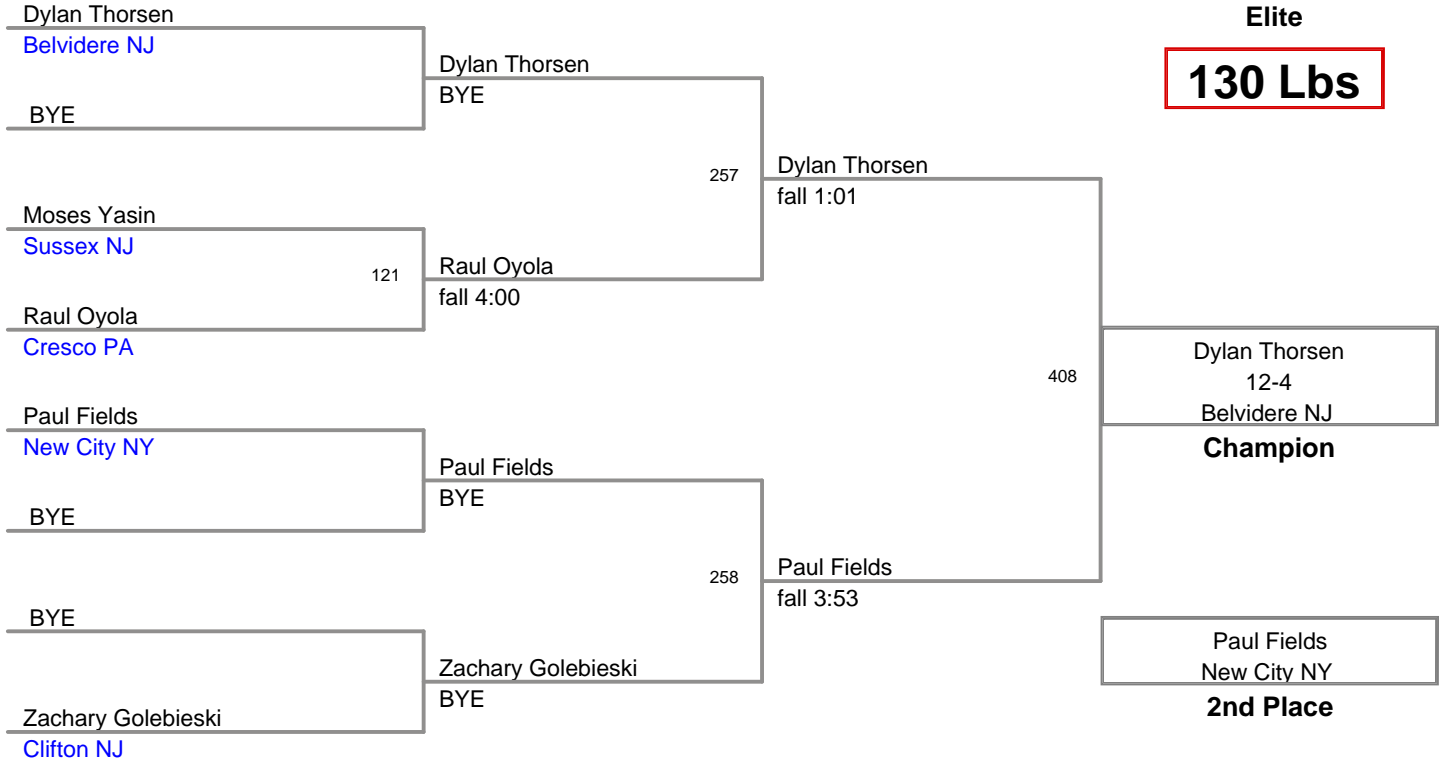 Dylan Thorsen
Belvidere NJ
BYE
Moses Yasin
Sussex NJ
121
Raul Oyola
Cresco PA
Paul Fields
New City NY
BYE
BYE
Zachary Golebieski
Clifton NJ
Dylan Thorsen
BYE
257
Raul Oyola
fall 4:00
Paul Fields
BYE
258
Zachary Golebieski
BYE
Dylan Thorsen
fall 1:01
408
Paul Fields
fall 3:53
Elite
130 Lbs
Dylan Thorsen
12-4
Belvidere NJ
Champion
Paul Fields
New City NY
2nd Place